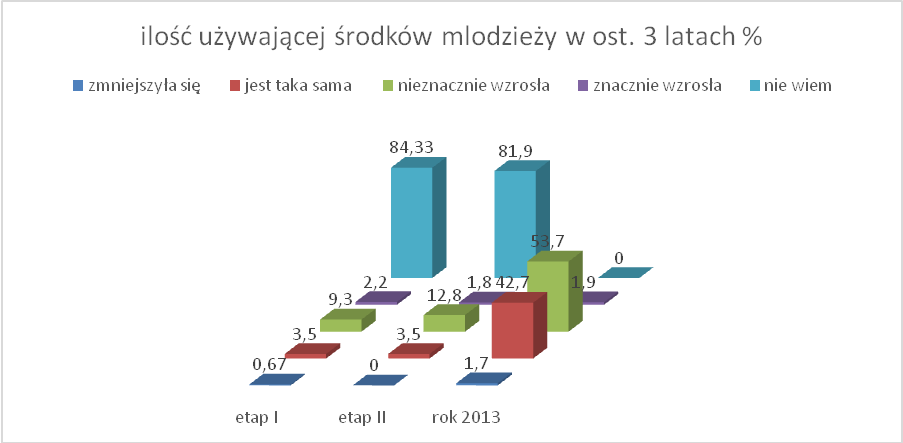 ilość używającej środków mlodzieży w ost. 3 latach %
zmniejszyła się jest taka sama nieznacznie wzrosła znacznie wzrosła nie wiem
84,33 81,9
53,7 0
2,2 1,8 42,7 1,9
9,3 12,8
3,5 3,5
0,67 0 1,7
etap I etap II rok 2013